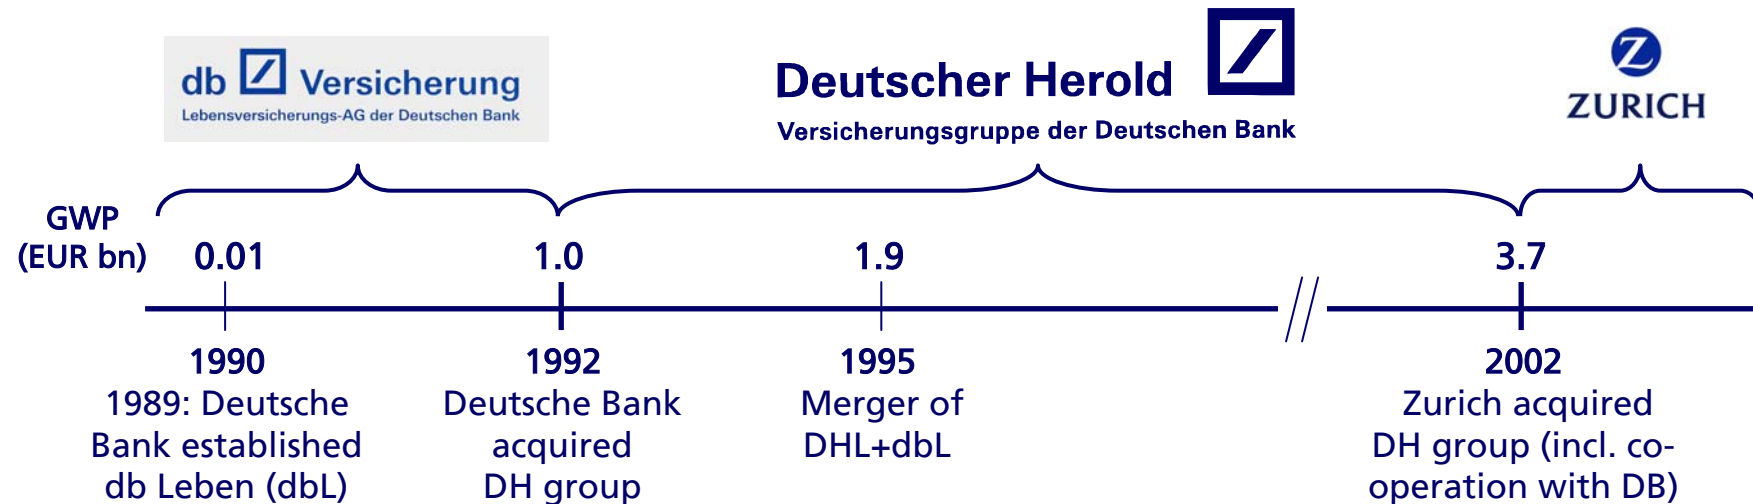 db Versicherung
Lebensversicherungs-AG der Deutschen Bank
Deutscher Herold
Versicherungsgruppe der Deutschen Bank
Z
ZURICH
GWP
(EUR bn) 0.01 1.0 1.9 3.7
1990 1992 1995 2002
1989: Deutsche
Bank established
db Leben (dbL)
Deutsche Bank
acquired
DH group
Merger of
DHL+dbL
Zurich acquired
DH group (incl. co-
operation with DB)